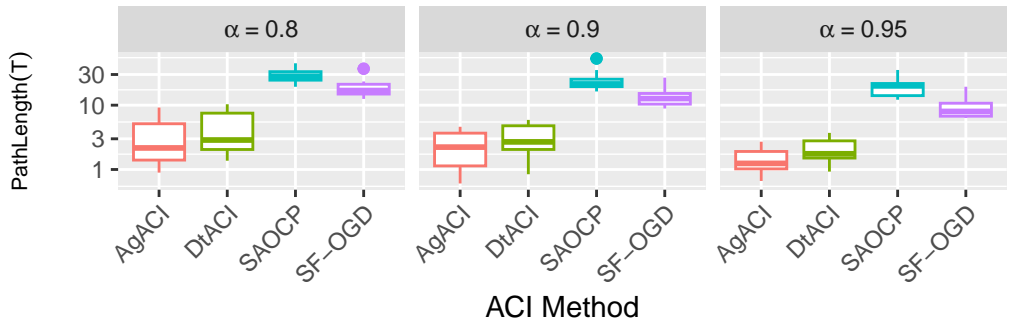 α = 0.8
α = 0.9
α = 0.95
PathLength(T)
30
10
3
1
AgACI
DtACI
SAOCP
SF−OGD
AgACI
DtACI
SAOCP
SF−OGD
AgACI
DtACI
SAOCP
SF−OGD
ACI Method